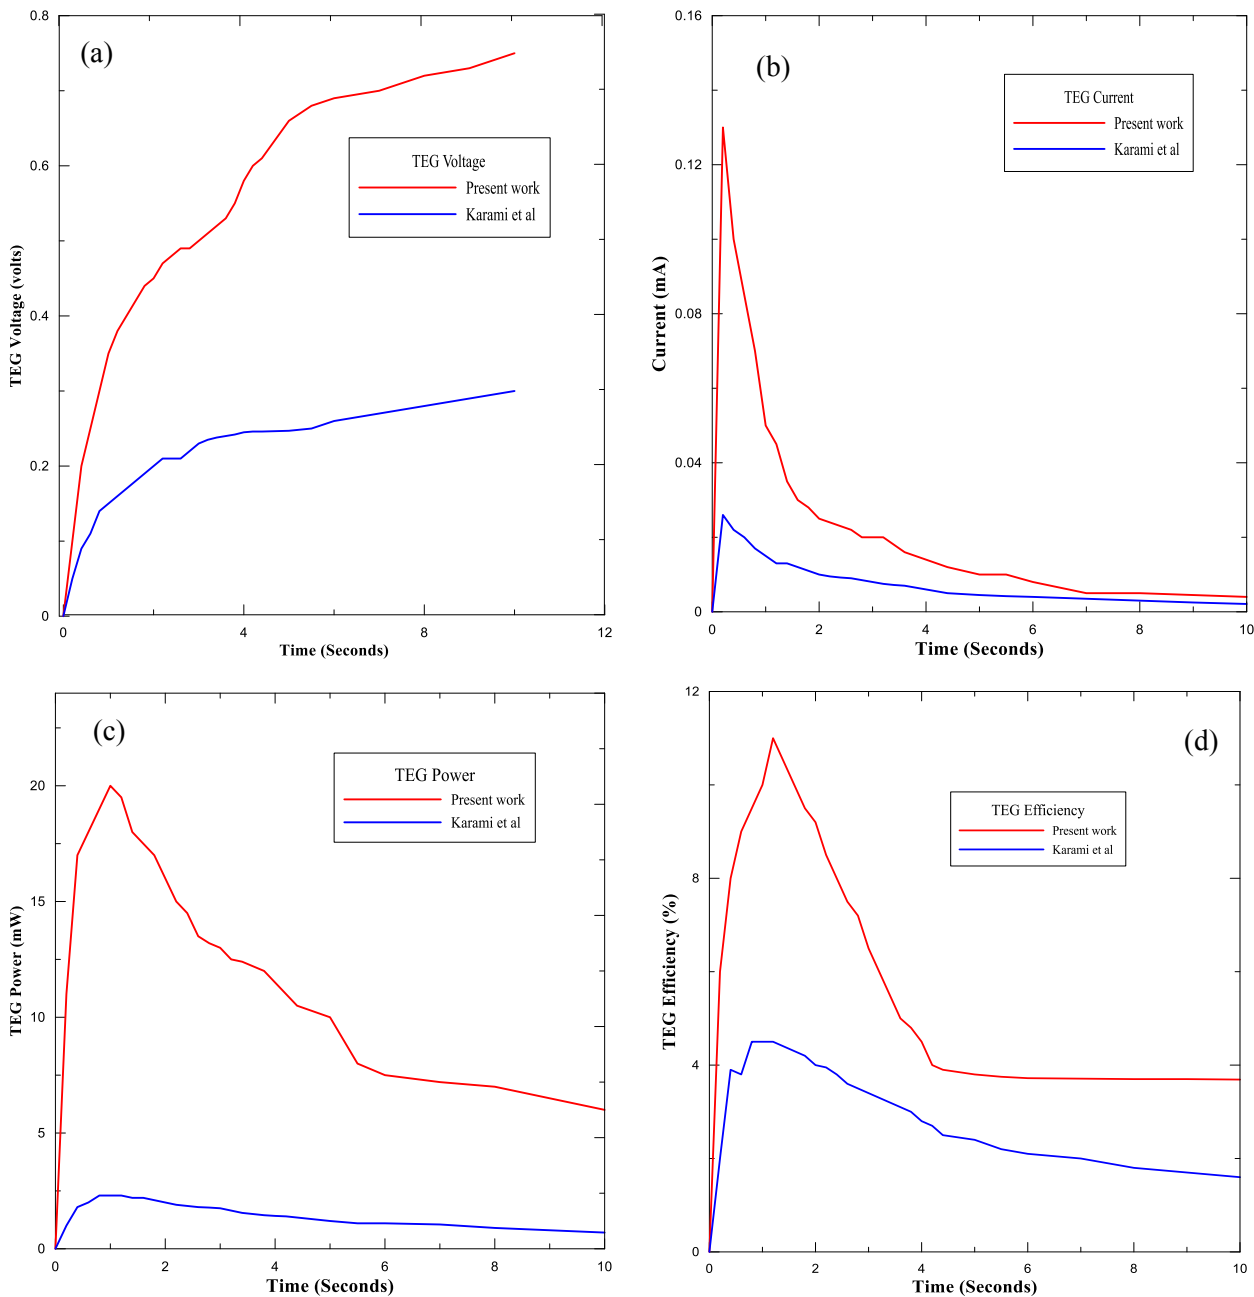 (a)
TEG Voltage
Present work
Karami et al
TEG Voltage (volts)
0.8
0.6
0.4
0.2
0
0
4
8
12
Time (Seconds)
(b)
TEG Current
Present work
Karami et al
Current (mA)
0.16
0.12
0.08
0.04
0
0
2
4
6
8
10
Time (Seconds)
(c)
TEG Power
Present work
Karami et al
TEG Power (mW)
20
15
10
5
0
0
2
4
6
8
10
Time (Seconds)
(d)
TEG Efficiency
Present work
Karami et al
TEG Efficiency (%)
12
8
4
0
0
2
4
6
8
10
Time (Seconds)